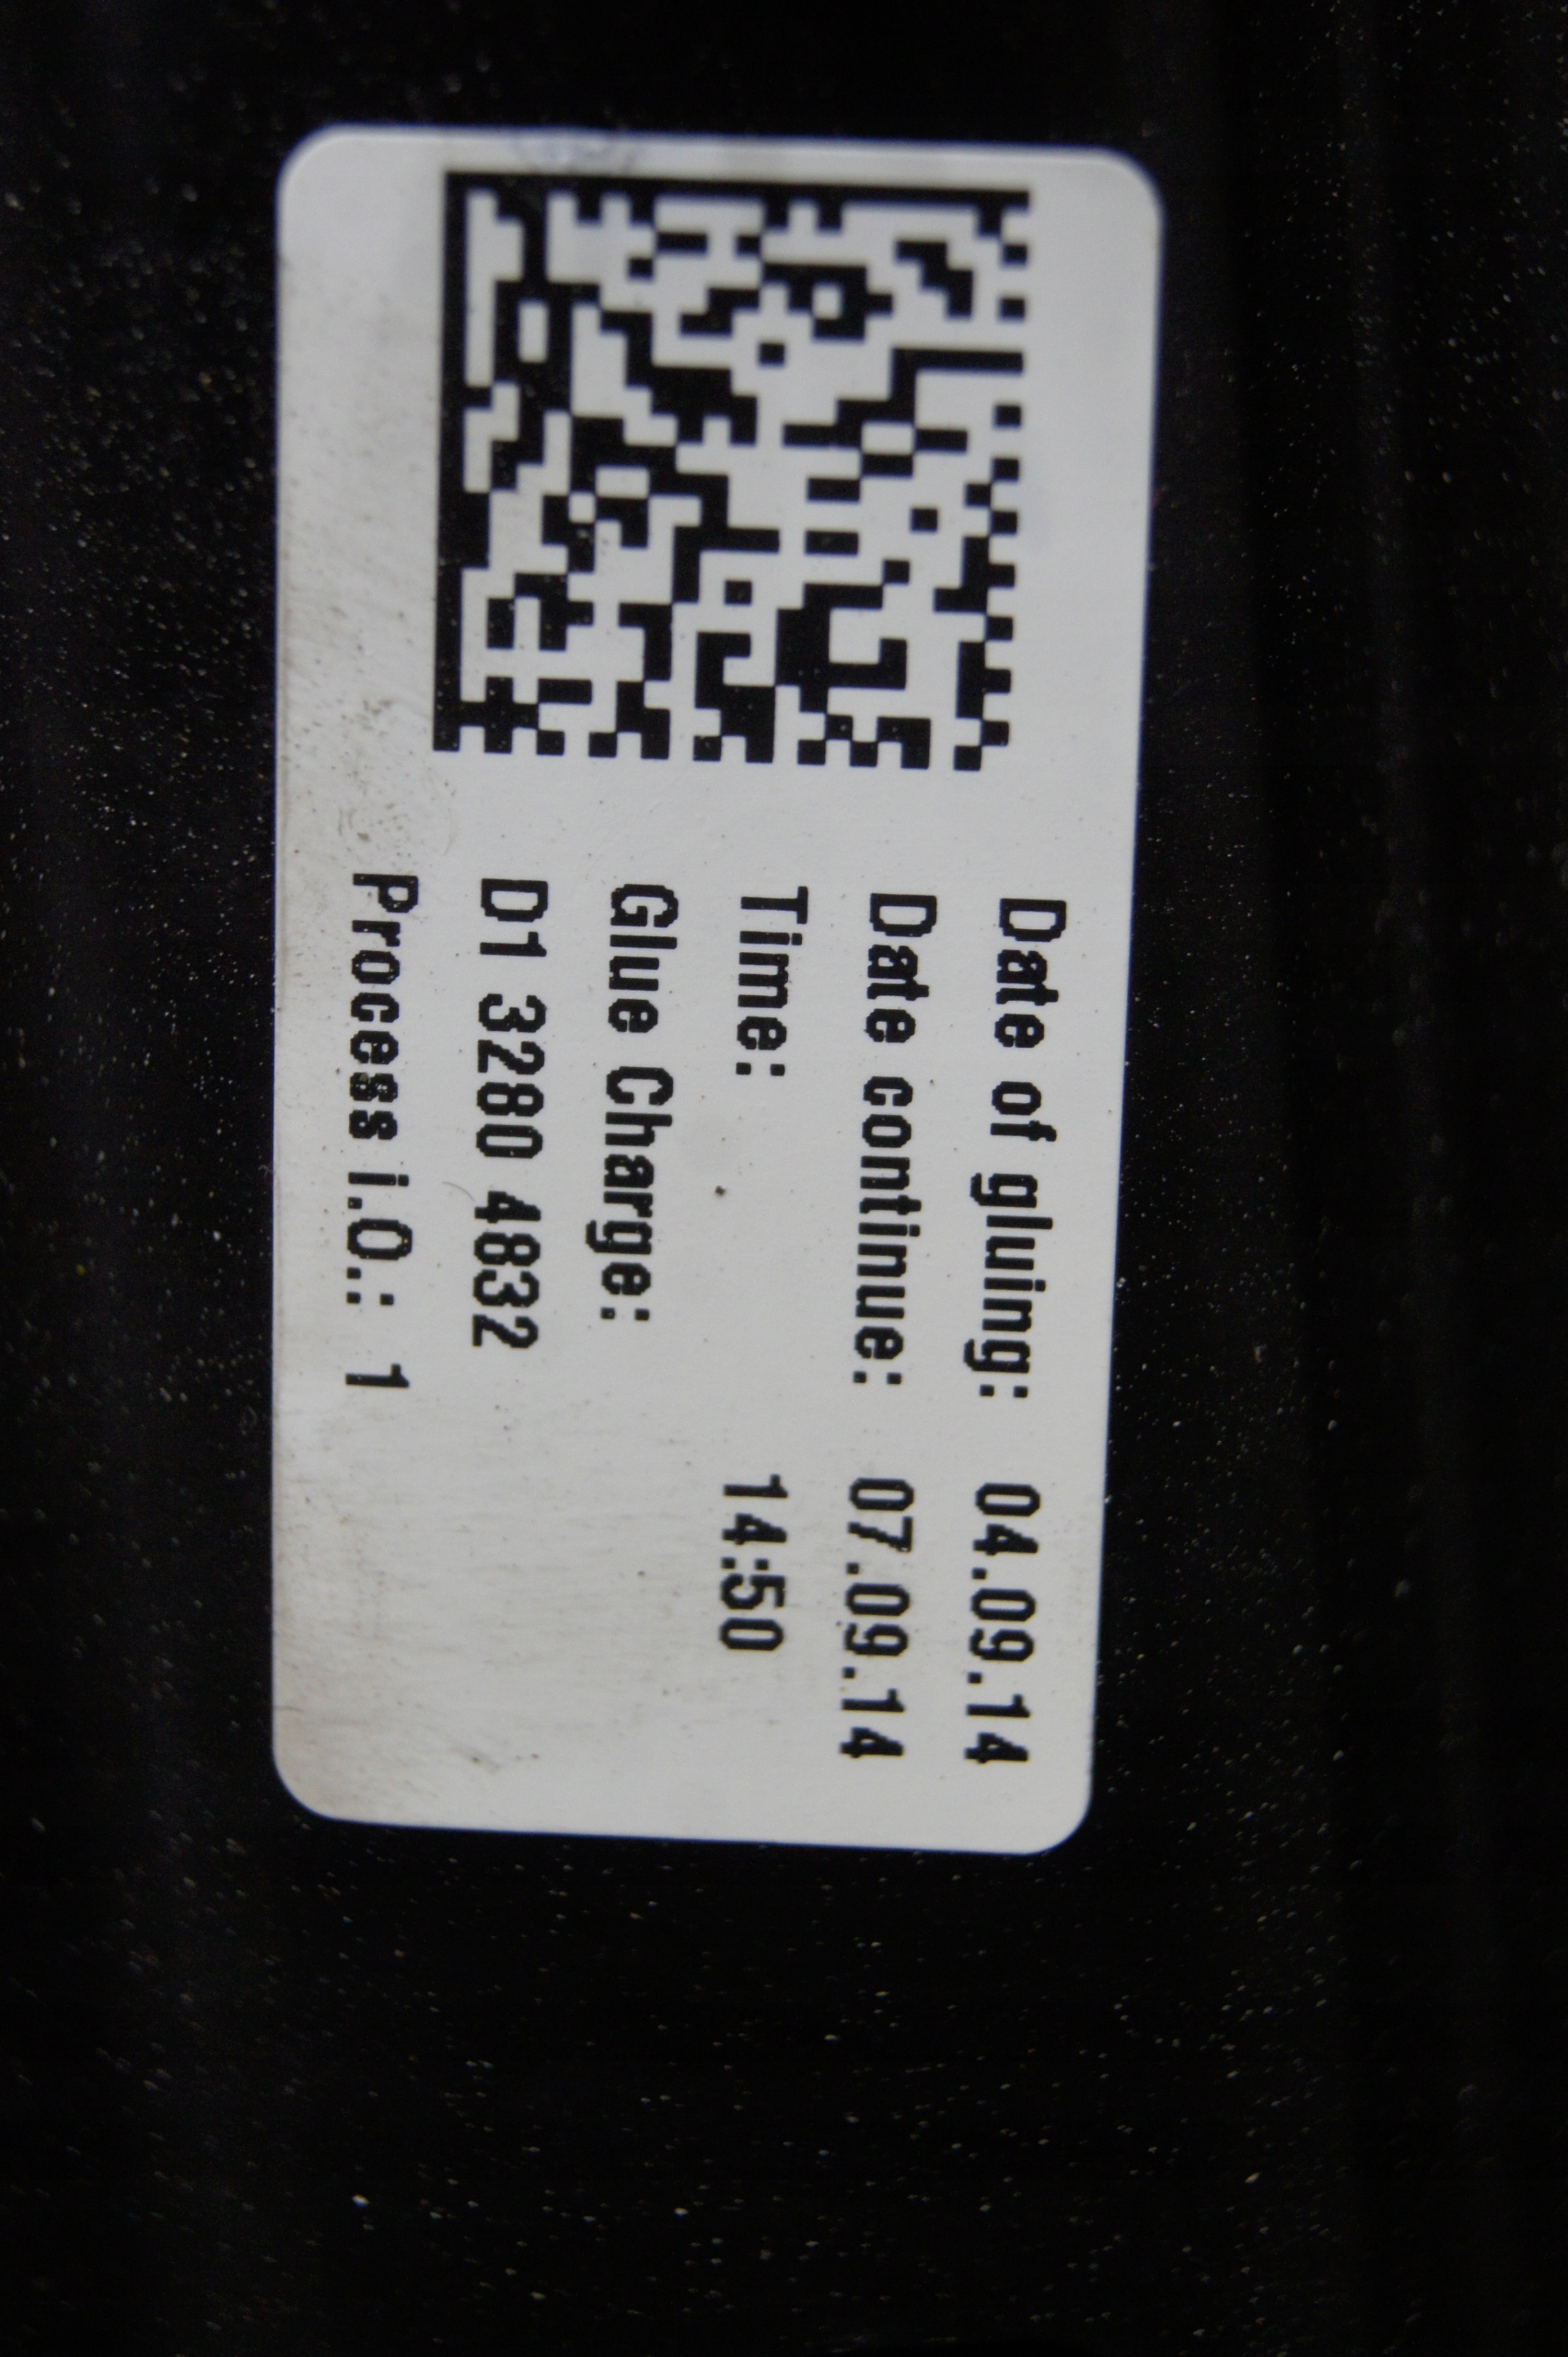 Date of gluing: 04.09.14
Date continue: 07.09.14
Time: 14:50
Glue Charge:
D1 3280 4832
Process i.O.: 1